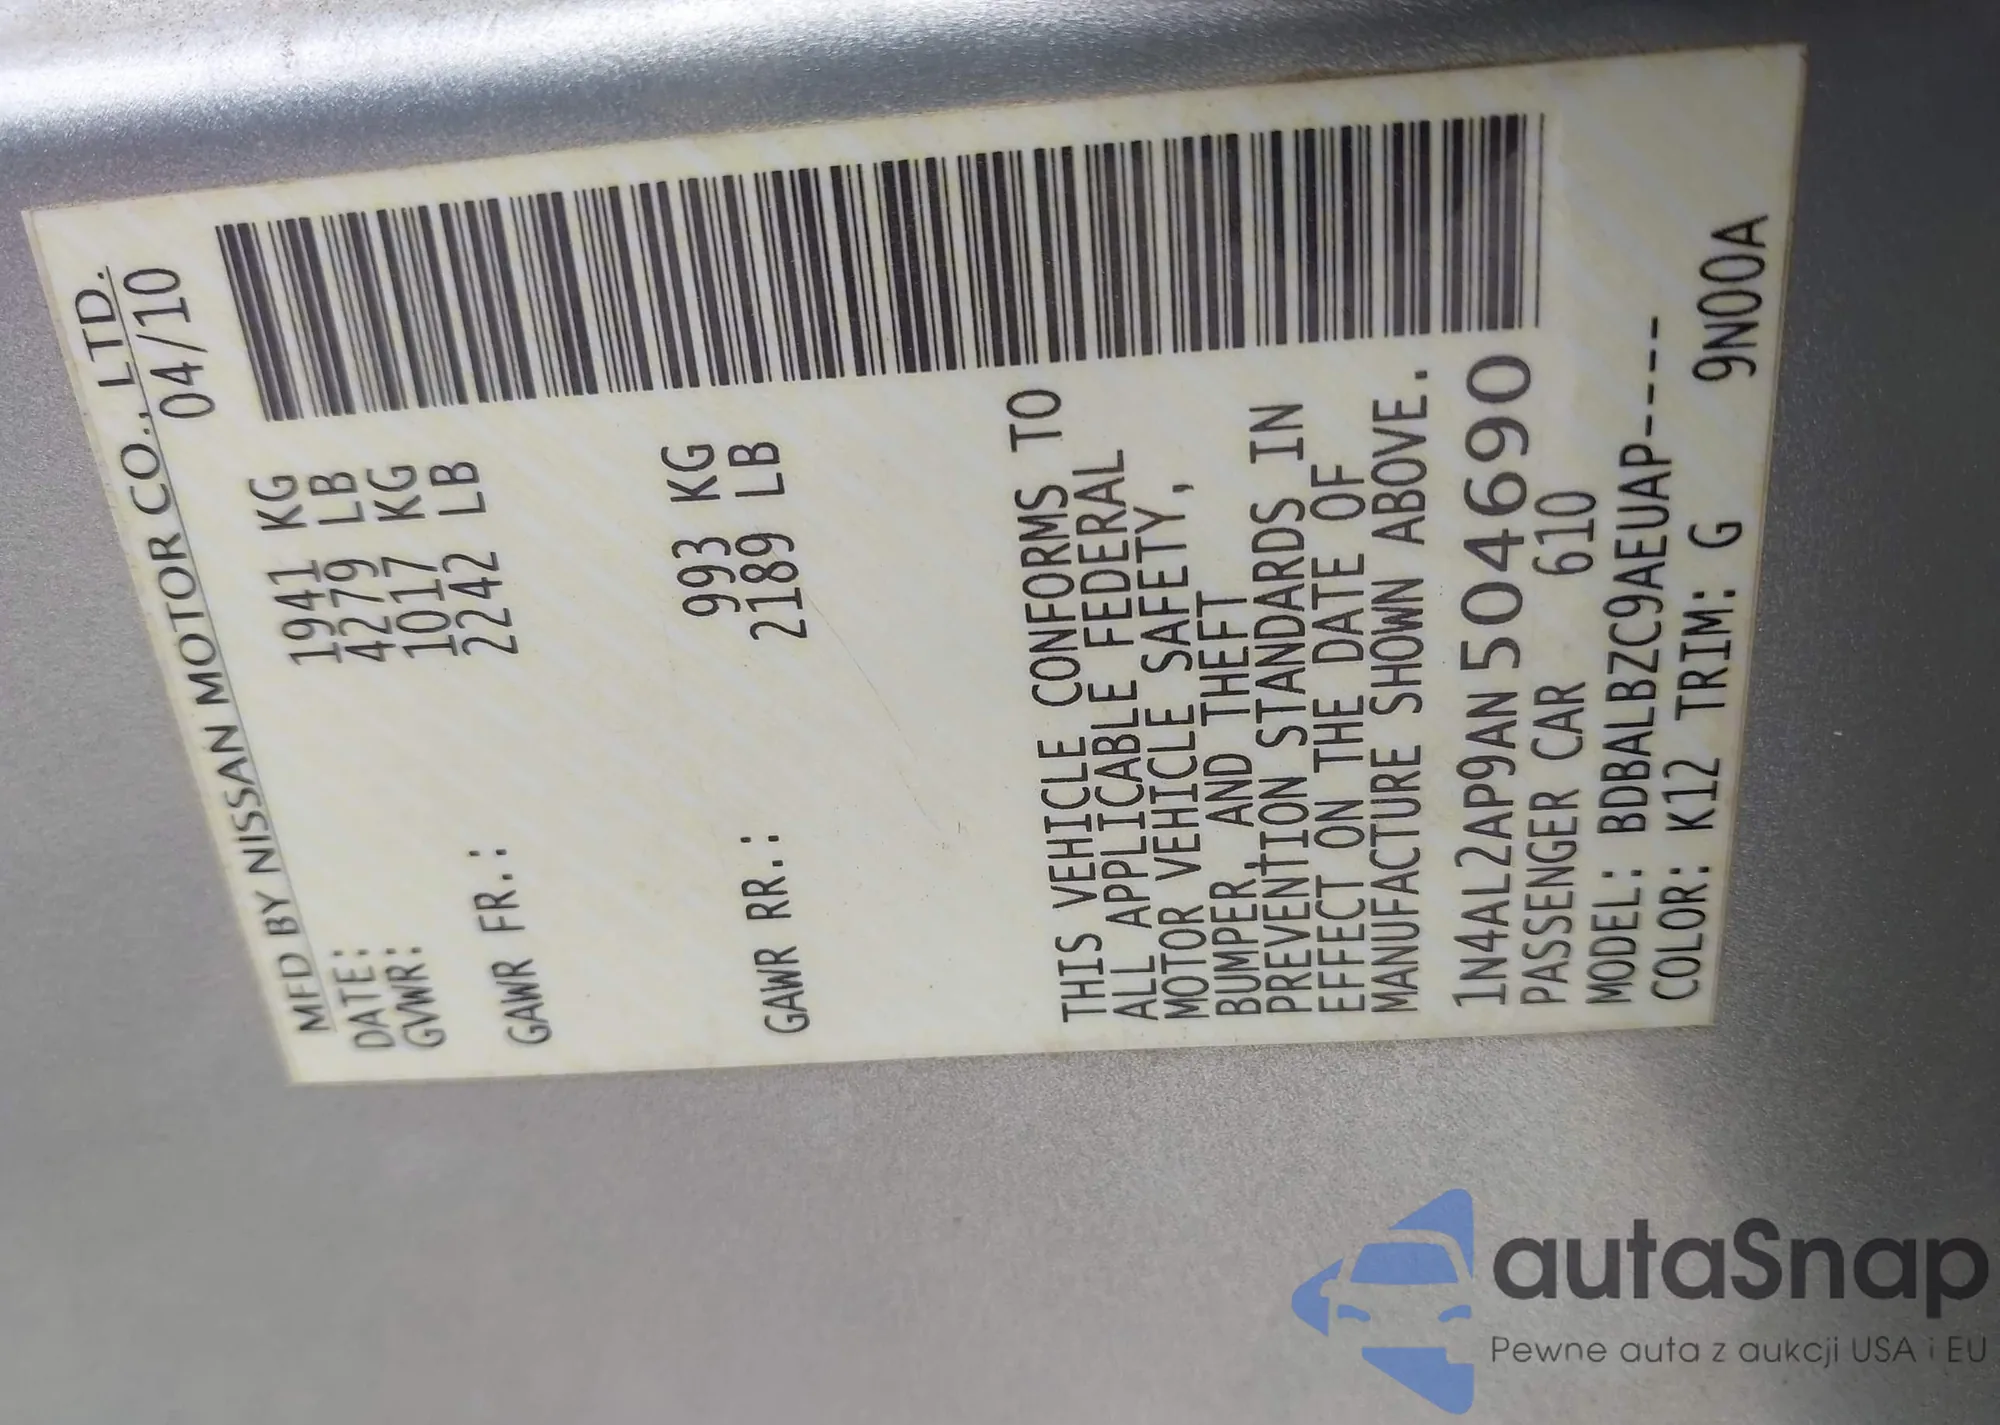 MFD BY NISSAN MOTOR CO., LTD.
DATE: 04/10
GVWR: 1941 KG
4279 LB
GAWR FR.: 1017 KG
2242 LB
GAWR RR.: 993 KG
2189 LB
THIS VEHICLE CONFORMS TO
ALL APPLICABLE FEDERAL
MOTOR VEHICLE SAFETY,
BUMPER, AND THEFT
PREVENTION STANDARDS IN
EFFECT ON THE DATE OF
MANUFACTURE SHOWN ABOVE.
1N4AL2AP9AN504690
PASSENGER CAR 610
MODEL: BDBALBZC9AEUAP----
COLOR: K12 TRIM: G 9N00A
autaSnap
Pewne auta z aukcji USA i EU